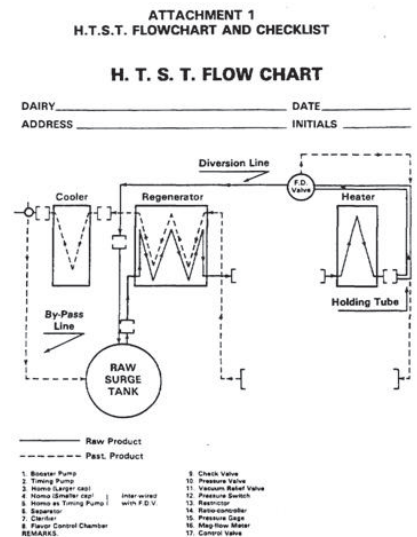 ATTACHMENT 1
H.T.S.T. FLOWCHART AND CHECKLIST
H. T. S. T. FLOW CHART
DAIRY DATE
ADDRESS INITIALS
Diversion Line
F.D.
Valve
Cooler
Regenerator
Heater
Holding Tube
By-Pass
Line
RAW
SURGE
TANK
Raw Product
Past. Product
1. Booster Pump
2. Timing Pump
3. Homo (Larger cap)
4. Homo (Smaller cap)
5. Homo as Timing Pump
inter-wired
with F.D.V.
6. Separator
7. Clarifier
8. Flavor Control Chamber
REMARKS.
9. Check Valve
10. Pressure Valve
11. Vacuum Relief Valve
12. Pressure Switch
13. Restrictor
14. Ratio-controller
15. Pressure Gage
16. Mag-flow Meter
17. Control Valve